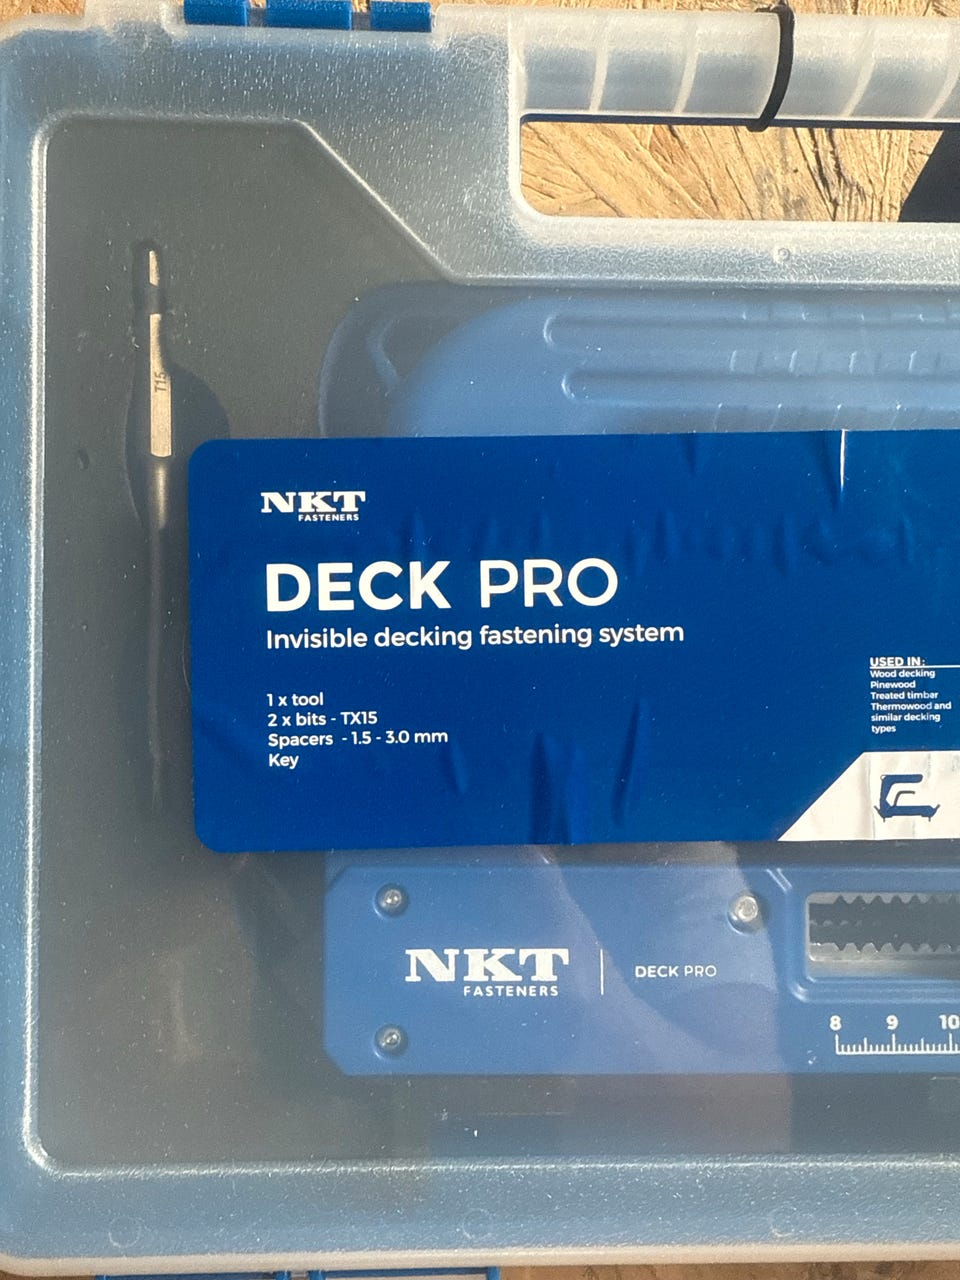 T15
NKT
FASTENERS
DECK PRO
Invisible decking fastening system
1 x tool
2 x bits - TX15
Spacers - 1.5 - 3.0 mm
Key
USED IN:
Wood decking
Pinewood
Treated timbar
Thermowood and
similar decking
types
NKT
FASTENERS
DECK PRO
8 9 10